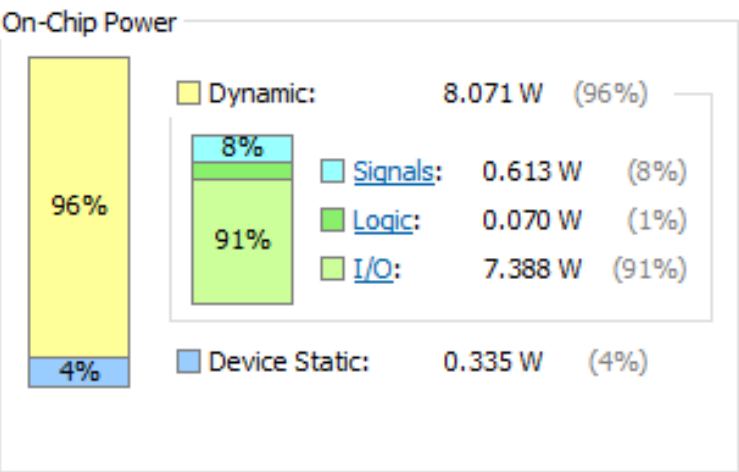 On-Chip Power
96%
4%
Dynamic: 8.071 W (96%)
8%
91%
Signals: 0.613 W (8%)
Logic: 0.070 W (1%)
I/O: 7.388 W (91%)
Device Static: 0.335 W (4%)